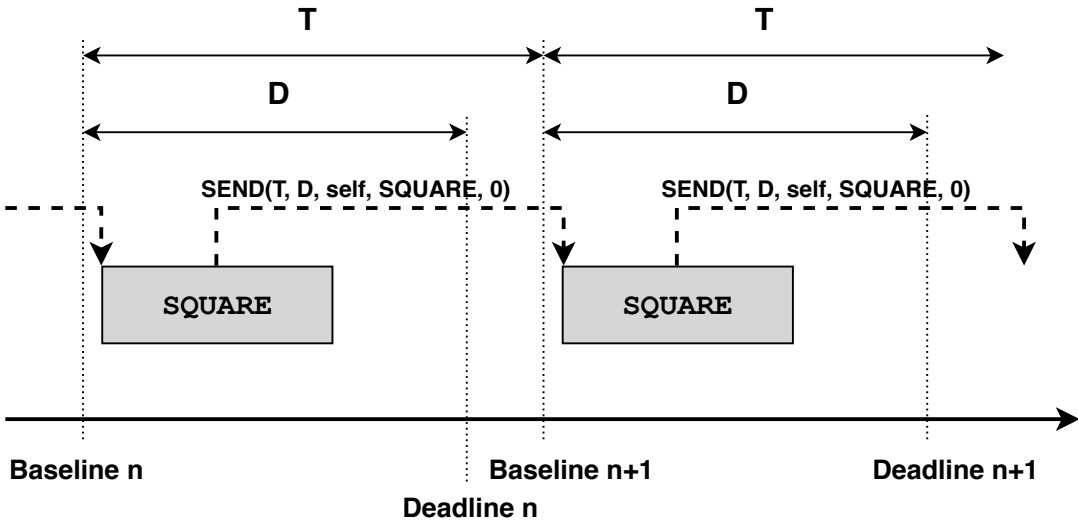 T
T
D
D
SEND(T, D, self, SQUARE, 0)
SEND(T, D, self, SQUARE, 0)
SQUARE
SQUARE
Baseline n
Baseline n+1
Deadline n+1
Deadline n